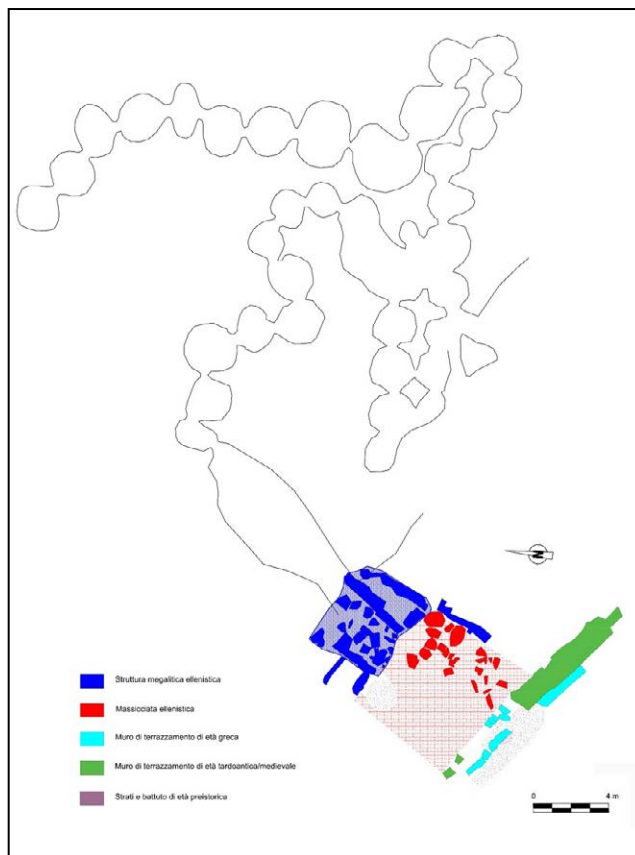 N
Struttura megalitica ellenistica
Massicciata ellenistica
Muro di terrazzamento di età greca
Muro di terrazzamento di età tardoantica/medievale
Strati e battuto di età preistorica
0 4 m